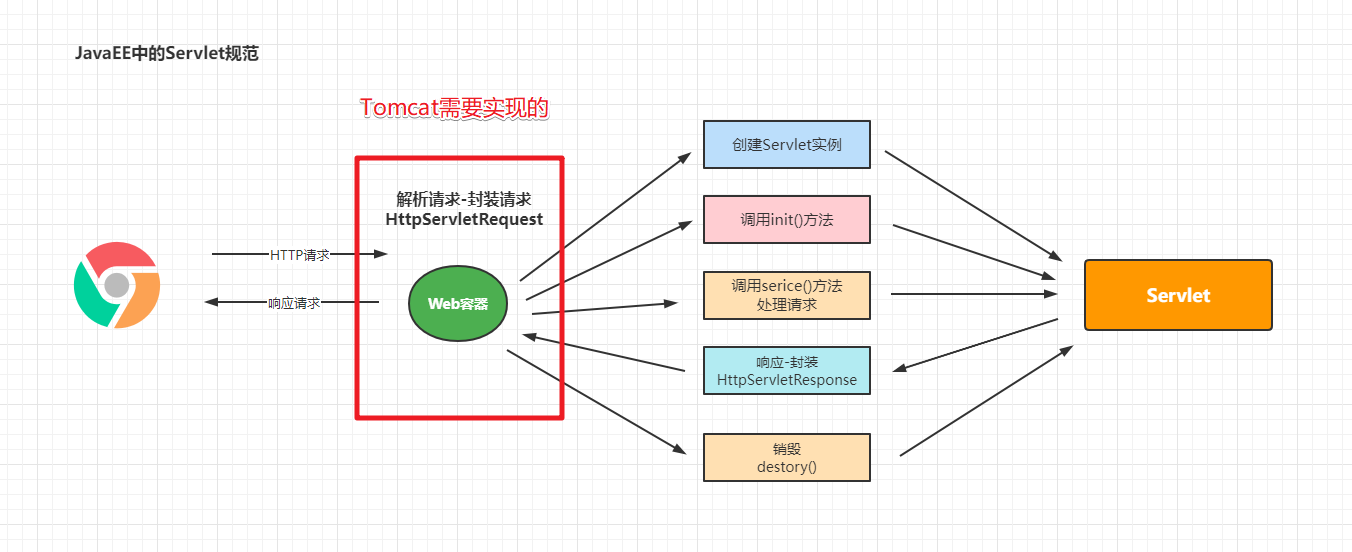 JavaEE中的Servlet规范
Tomcat需要实现的
解析请求-封装请求
HttpServletRequest
HTTP请求
响应请求
Web容器
创建Servlet实例
调用init()方法
调用serice()方法
处理请求
响应-封装
HttpServletResponse
销毁
destory()
Servlet